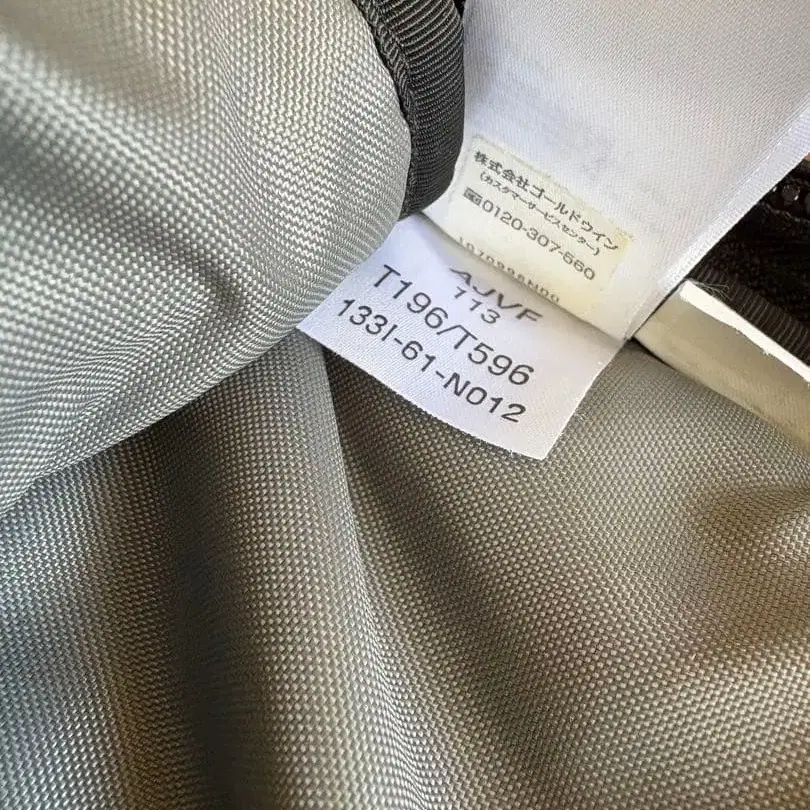 株式会社ゴールドウイン
(カスタマーサービスセンター)
0120-307-560
AJVF
113
T196/T596
133I-61-N012